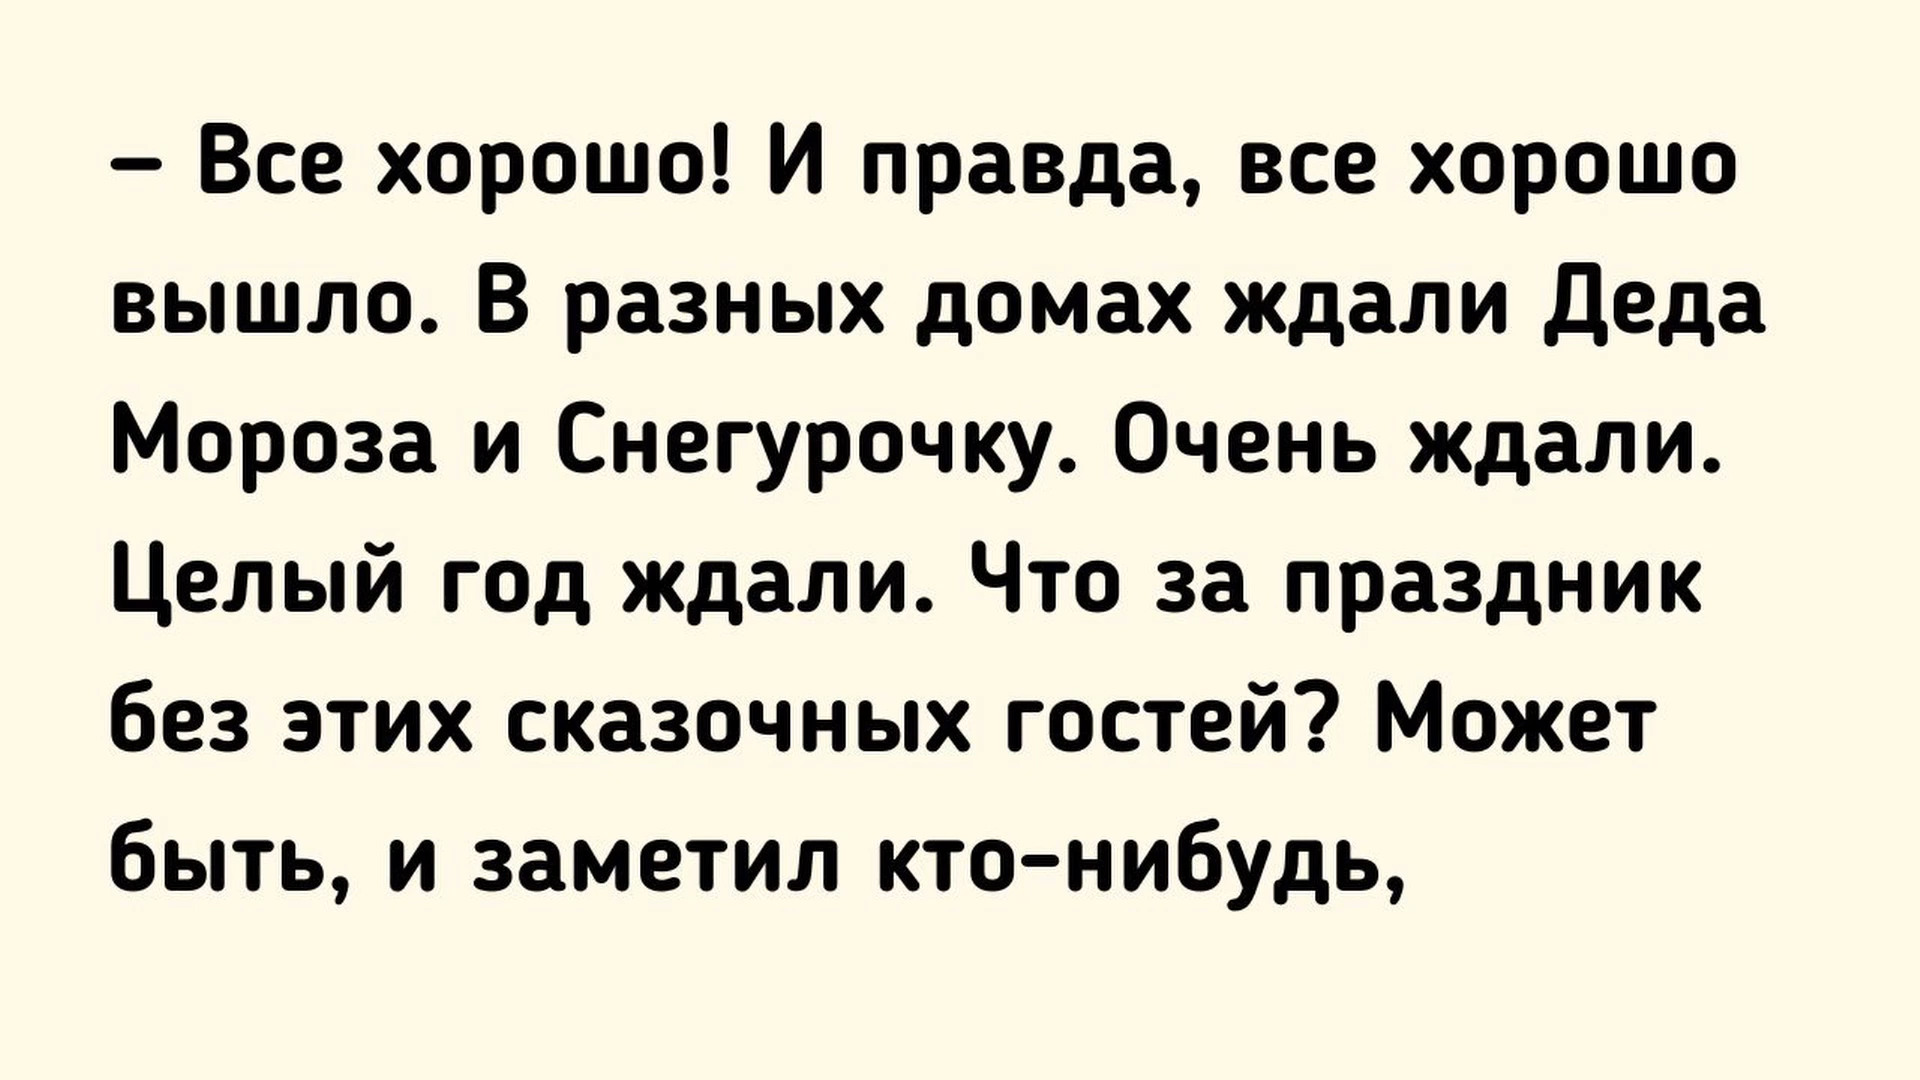 – Все хорошо! И правда, все хорошо
вышло. В разных домах ждали Деда
Мороза и Снегурочку. Очень ждали.
Целый год ждали. Что за праздник
без этих сказочных гостей? Может
быть, и заметил кто-нибудь,